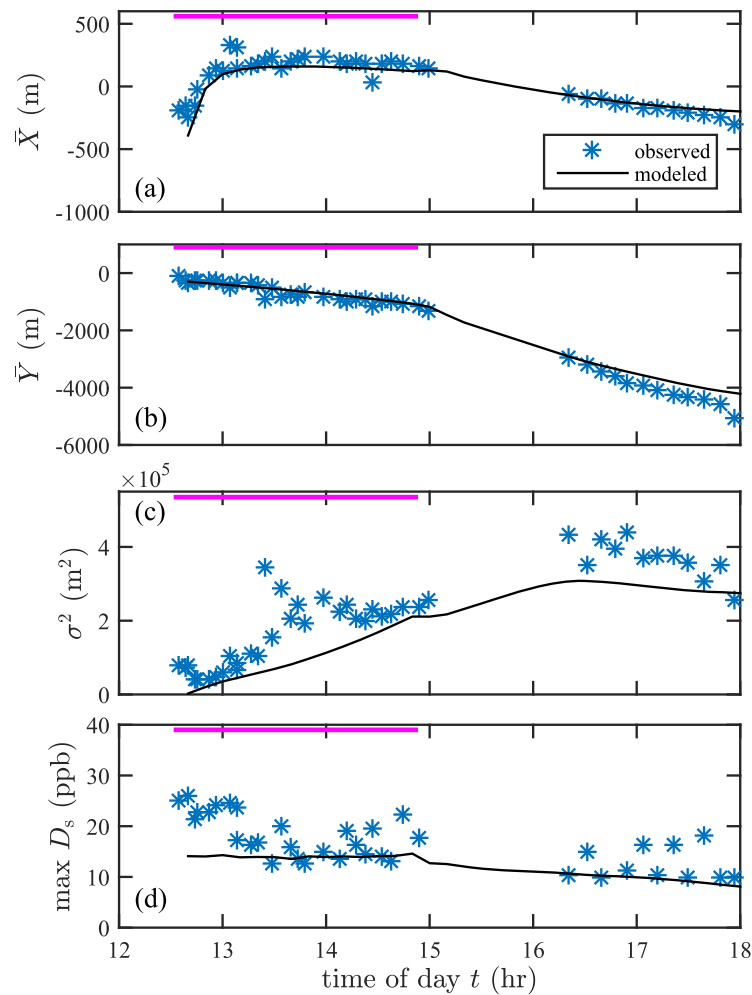 500
0
-500
-1000
X̄ (m)
(a)
observed
modeled
0
-2000
-4000
-6000
Ȳ (m)
(b)
×10⁵
4
2
0
σ² (m²)
(c)
40
30
20
10
0
max Dₛ (ppb)
(d)
12 13 14 15 16 17 18
time of day t (hr)